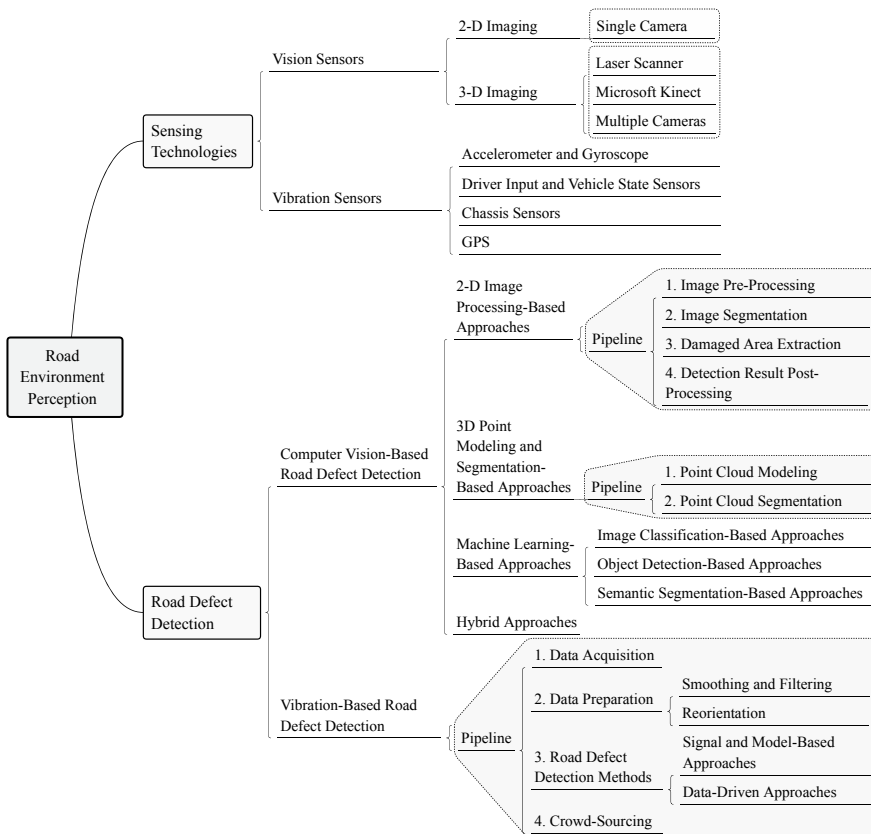 Road
Environment
Perception
Sensing
Technologies
Vision Sensors
2-D Imaging
Single Camera
3-D Imaging
Laser Scanner
Microsoft Kinect
Multiple Cameras
Vibration Sensors
Accelerometer and Gyroscope
Driver Input and Vehicle State Sensors
Chassis Sensors
GPS
Road Defect
Detection
Computer Vision-Based
Road Defect Detection
2-D Image
Processing-Based
Approaches
Pipeline
1. Image Pre-Processing
2. Image Segmentation
3. Damaged Area Extraction
4. Detection Result Post-
Processing
3D Point
Modeling and
Segmentation-
Based Approaches
Pipeline
1. Point Cloud Modeling
2. Point Cloud Segmentation
Machine Learning-
Based Approaches
Image Classification-Based Approaches
Object Detection-Based Approaches
Semantic Segmentation-Based Approaches
Hybrid Approaches
Vibration-Based Road
Defect Detection
Pipeline
1. Data Acquisition
2. Data Preparation
Smoothing and Filtering
Reorientation
3. Road Defect
Detection Methods
Signal and Model-Based
Approaches
Data-Driven Approaches
4. Crowd-Sourcing